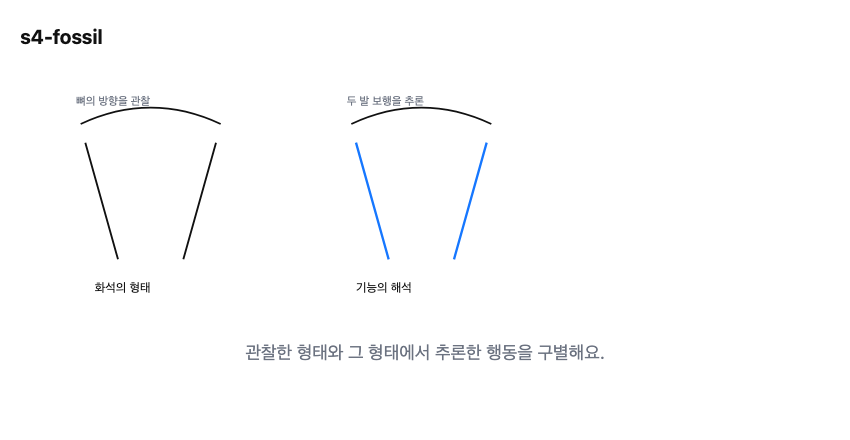 s4-fossil
뼈의 방향을 관찰
두 발 보행을 추론
화석의 형태
기능의 해석
관찰한 형태와 그 형태에서 추론한 행동을 구별해요.